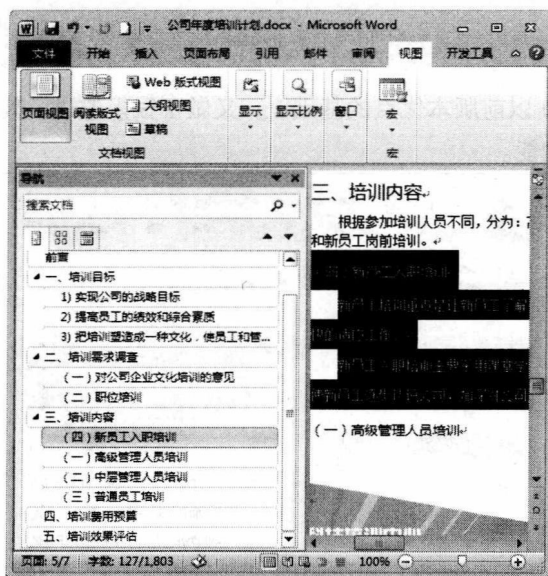 公司年度培训计划.docx - Microsoft Word
文件 开始 插入 页面布局 引用 邮件 审阅 视图 开发工具
页面视图 阅读版式视图 Web 版式视图 大纲视图 草稿 显示 显示比例 窗口 宏
文档视图 宏
导航
搜索文档
前言
一、培训目标
1) 实现公司的战略目标
2) 提高员工的绩效和综合素质
3) 把培训塑造成一种文化，使员工和管...
二、培训需求调查
（一）对公司企业文化培训的意见
（二）职位培训
三、培训内容
（四）新员工入职培训
（一）高级管理人员培训
（二）中层管理人员培训
（三）普通员工培训
四、培训费用预算
五、培训效果评估
三、培训内容
根据参加培训人员不同，分为：
和新员工岗前培训。
（一）高级管理人员培训
页面: 5/7 字数: 127/1,803 100%